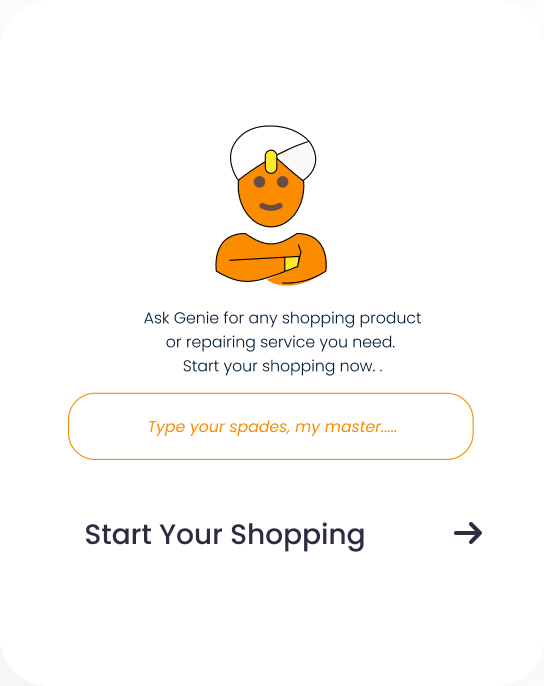 Ask Genie for any shopping product
or repairing service you need.
Start your shopping now. .
Type your spades, my master.....
Start Your Shopping